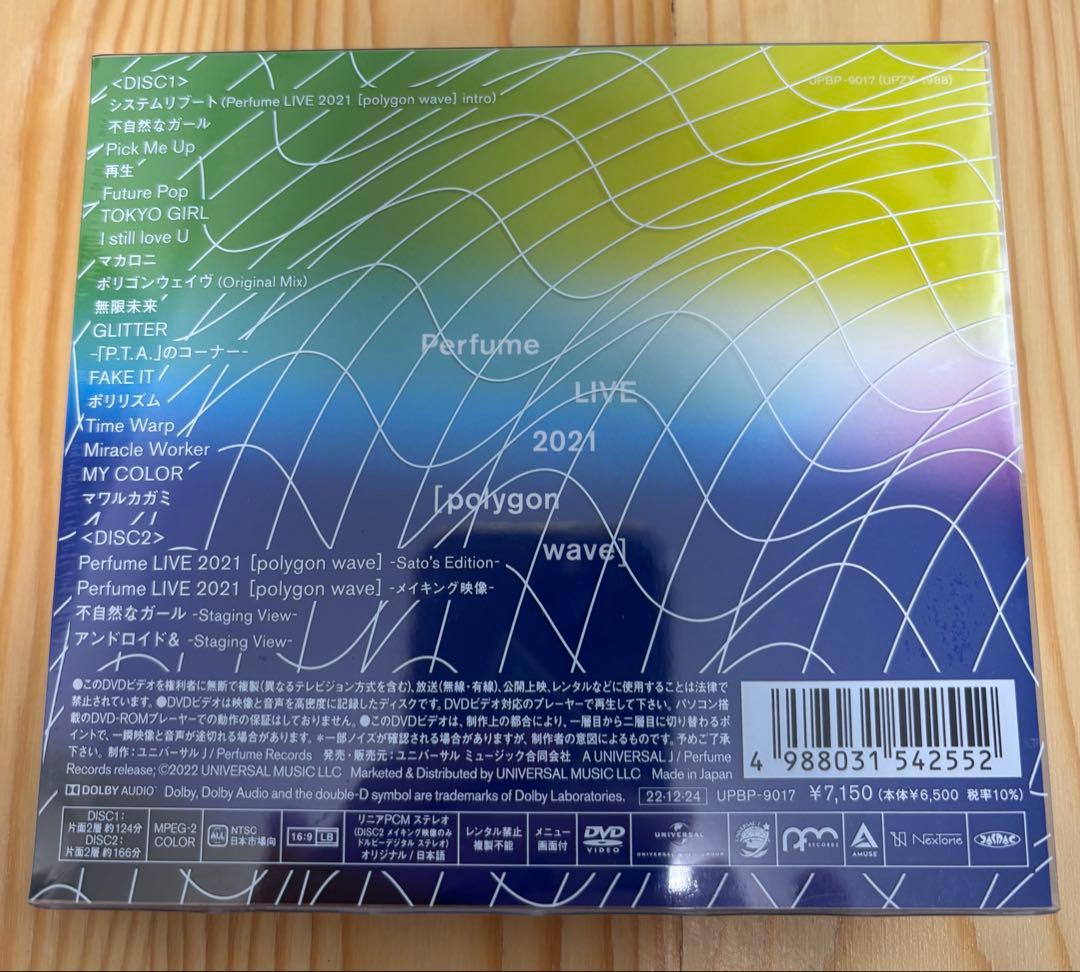 <DISC1>
システムリブート(Perfume LIVE 2021 [polygon wave] intro)
不自然なガール
Pick Me Up
再生
Future Pop
TOKYO GIRL
I still love U
マカロニ
ポリゴンウェイヴ(Original Mix)
無限未来
GLITTER
-「P.T.A.」のコーナー-
FAKE IT
ポリリズム
Time Warp
Miracle Worker
MY COLOR
マワルカガミ
<DISC2>
Perfume LIVE 2021 [polygon wave] -Sato's Edition-
Perfume LIVE 2021 [polygon wave] -メイキング映像-
不自然なガール -Staging View-
アンドロイド& -Staging View-
UPBP-9017 (UPZY-1988)
Perfume
LIVE
2021
[polygon
wave]
●このDVDビデオを権利者に無断で複製(異なるテレビジョン方式を含む)、放送(無線・有線)、公開上映、レンタルなどに使用することは法律で
禁止されています。●DVDビデオは映像と音声を高密度に記録したディスクです。DVDビデオ対応のプレーヤーで再生して下さい。パソコン搭
載のDVD-ROMプレーヤーでの動作の保証はしておりません。●このDVDビデオは、制作上の都合により、一層目から二層目に切り替わるポ
イントで、一瞬映像と音声が途切れる場合があります。＊一部ノイズが確認される場合がありますが、制作者の意図によるものです。予めご了承
下さい。制作:ユニバーサルJ / Perfume Records 発売・販売元:ユニバーサル ミュージック合同会社 A UNIVERSAL J / Perfume
Records release; ©2022 UNIVERSAL MUSIC LLC Marketed & Distributed by UNIVERSAL MUSIC LLC Made in Japan
DOLBY AUDIO Dolby, Dolby Audio and the double-D symbol are trademarks of Dolby Laboratories.
22・12・24 UPBP-9017 ￥7,150 (本体￥6,500 税率10%)
4 988031 542552
DISC1:
片面2層 約124分
DISC2:
片面2層 約166分
MPEG-2
COLOR
ALL
NTSC
日本市場向
16:9 LB
リニアPCM ステレオ
(DISC2 メイキング映像のみ
ドルビーデジタル ステレオ)
オリジナル / 日本語
レンタル禁止
複製不能
メニュー
画面付
DVD
VIDEO
UNIVERSAL
UNIVERSAL MUSIC GROUP
RECORDS
AMUSE
NexTone
JASRAC